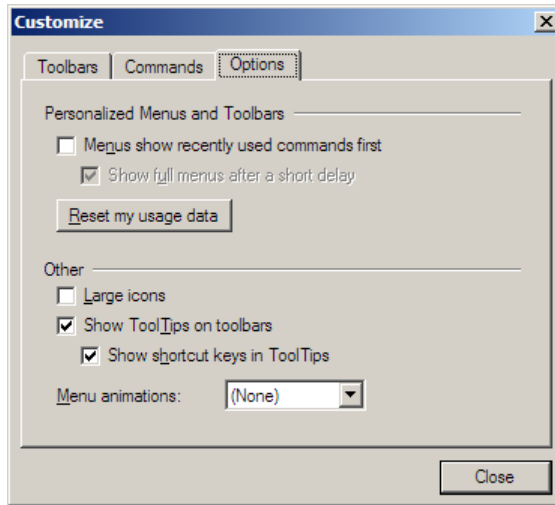 Customize
Toolbars Commands Options
Personalized Menus and Toolbars
Menus show recently used commands first
Show full menus after a short delay
Reset my usage data
Other
Large icons
Show ToolTips on toolbars
Show shortcut keys in ToolTips
Menu animations: (None)
Close